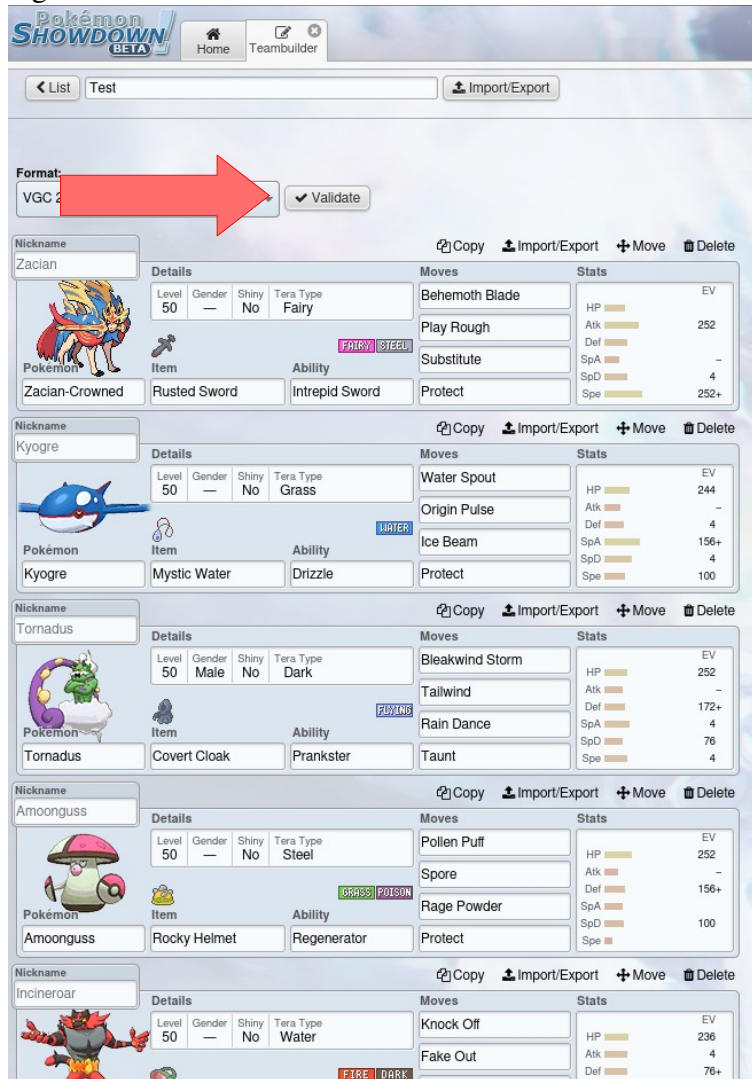 Pokémon
SHOWDOWN
BETA
Home
Teambuilder
List
Test
Import/Export
Format:
VGC 2
Validate
Nickname
Copy Import/Export Move Delete
Zacian
Details Moves Stats
Level Gender Shiny Tera Type
50 — No Fairy
Behemoth Blade
Play Rough
Substitute
Protect
EV
HP
Atk 252
Def
SpA –
SpD 4
Spe 252+
FAIRY STEEL
Pokémon Item Ability
Zacian-Crowned Rusted Sword Intrepid Sword
Nickname
Copy Import/Export Move Delete
Kyogre
Details Moves Stats
Level Gender Shiny Tera Type
50 — No Grass
Water Spout
Origin Pulse
Ice Beam
Protect
EV
HP 244
Atk –
Def 4
SpA 156+
SpD 4
Spe 100
WATER
Pokémon Item Ability
Kyogre Mystic Water Drizzle
Nickname
Copy Import/Export Move Delete
Tornadus
Details Moves Stats
Level Gender Shiny Tera Type
50 Male No Dark
Bleakwind Storm
Tailwind
Rain Dance
Taunt
EV
HP 252
Atk –
Def 172+
SpA 4
SpD 76
Spe 4
FLYING
Pokémon Item Ability
Tornadus Covert Cloak Prankster
Nickname
Copy Import/Export Move Delete
Amoonguss
Details Moves Stats
Level Gender Shiny Tera Type
50 — No Steel
Pollen Puff
Spore
Rage Powder
Protect
EV
HP 252
Atk –
Def 156+
SpA
SpD 100
Spe
GRASS POISON
Pokémon Item Ability
Amoonguss Rocky Helmet Regenerator
Nickname
Copy Import/Export Move Delete
Incineroar
Details Moves Stats
Level Gender Shiny Tera Type
50 — No Water
Knock Off
Fake Out
EV
HP 236
Atk 4
Def 76+
FIRE DARK